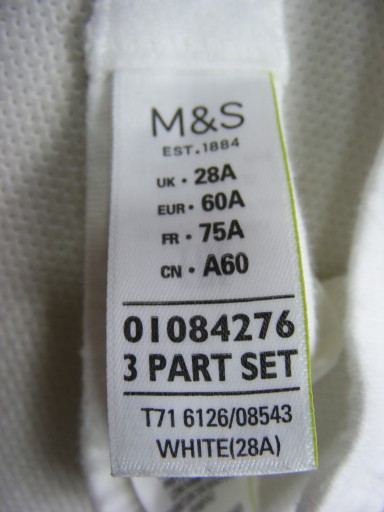 M&S
EST. 1884
UK • 28A
EUR • 60A
FR • 75A
CN • A60
01084276
3 PART SET
T71 6126/08543
WHITE(28A)